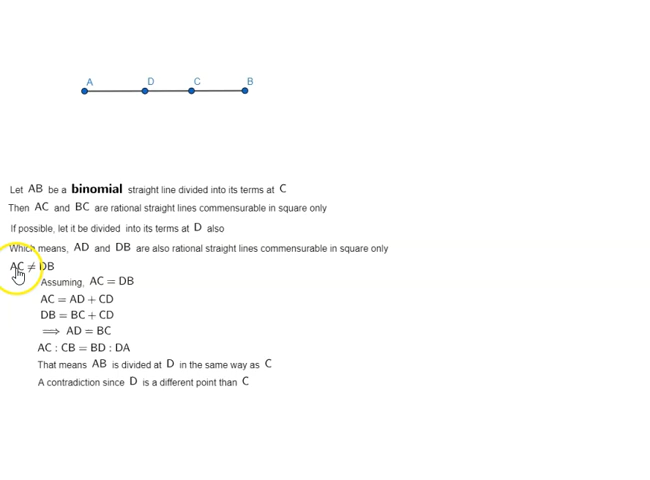 A D C B
Let AB be a binomial straight line divided into its terms at C
Then AC and BC are rational straight lines commensurable in square only
If possible, let it be divided into its terms at D also
Which means, AD and DB are also rational straight lines commensurable in square only
AC ≠ DB
Assuming, AC = DB
AC = AD + CD
DB = BC + CD
⟹ AD = BC
AC : CB = BD : DA
That means AB is divided at D in the same way as C
A contradiction since D is a different point than C